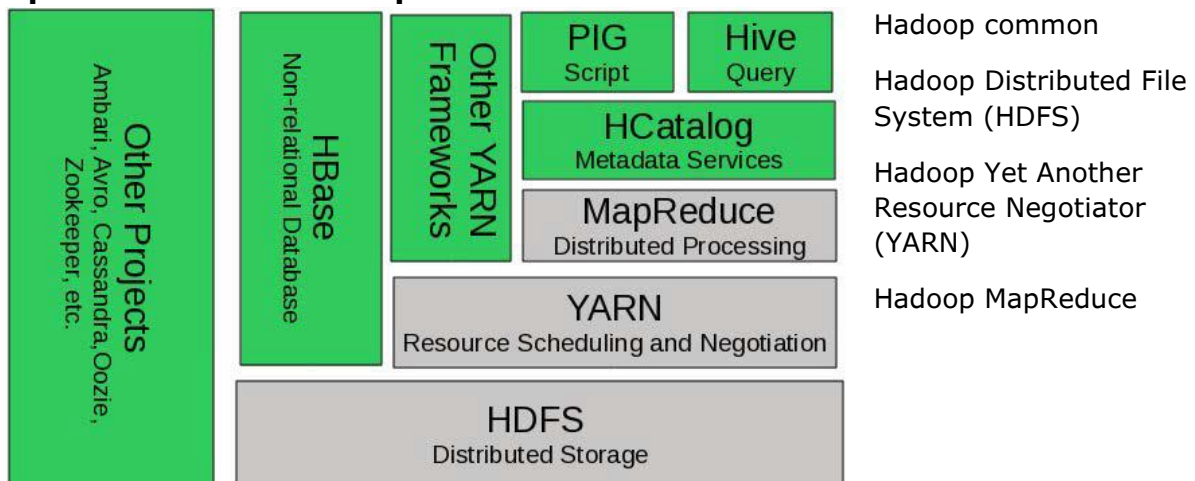 Other Projects
Ambari, Avro, Cassandra,Oozie,
Zookeeper, etc.
HBase
Non-relational Database
Other YARN
Frameworks
PIG
Script
Hive
Query
HCatalog
Metadata Services
MapReduce
Distributed Processing
YARN
Resource Scheduling and Negotiation
HDFS
Distributed Storage
Hadoop common
Hadoop Distributed File
System (HDFS)
Hadoop Yet Another
Resource Negotiator
(YARN)
Hadoop MapReduce